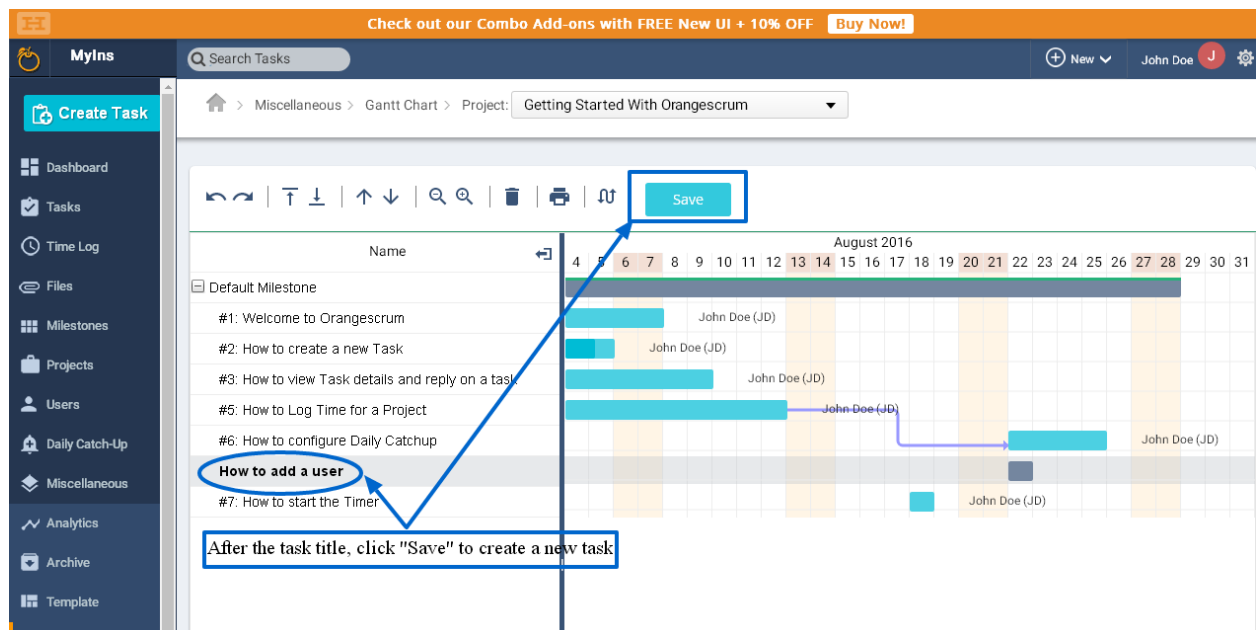 Check out our Combo Add-ons with FREE New UI + 10% OFF Buy Now!
MyIns
Search Tasks
New
John Doe J
Create Task
Miscellaneous > Gantt Chart > Project: Getting Started With Orangescrum
Dashboard
Tasks
Time Log
Files
Milestones
Projects
Users
Daily Catch-Up
Miscellaneous
Analytics
Archive
Template
Save
Name
August 2016
4 5 6 7 8 9 10 11 12 13 14 15 16 17 18 19 20 21 22 23 24 25 26 27 28 29 30 31
Default Milestone
#1: Welcome to Orangescrum John Doe (JD)
#2: How to create a new Task John Doe (JD)
#3: How to view Task details and reply on a task John Doe (JD)
#5: How to Log Time for a Project John Doe (JD)
#6: How to configure Daily Catchup John Doe (JD)
How to add a user
#7: How to start the Timer John Doe (JD)
After the task title, click "Save" to create a new task